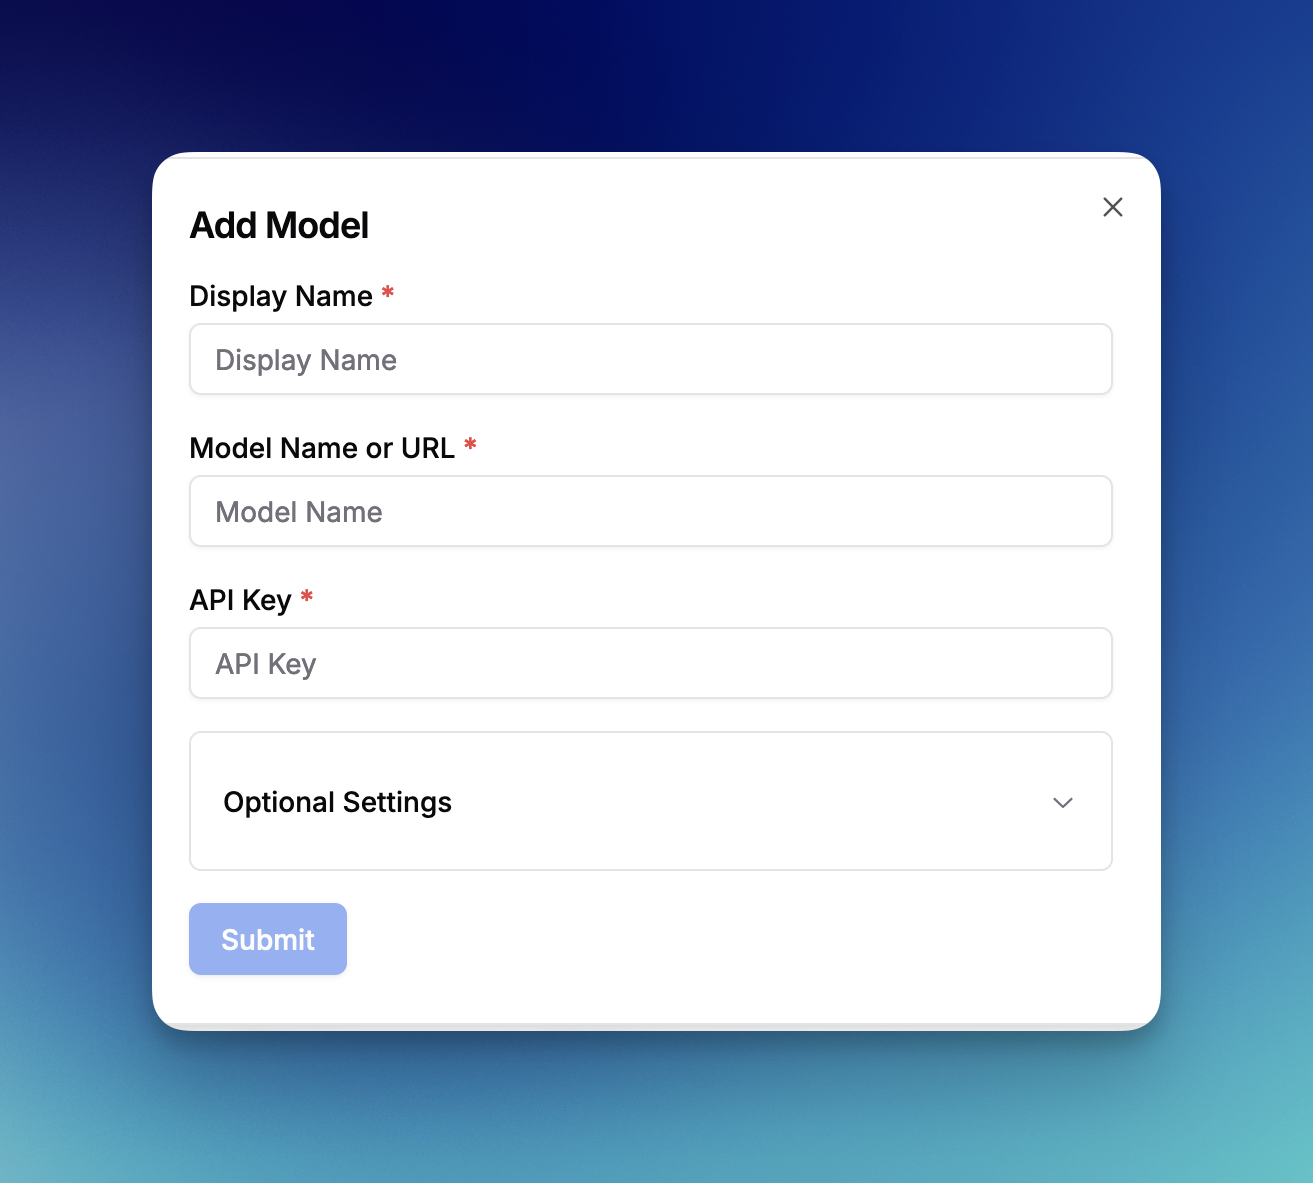 Add Model
Display Name *
Display Name
Model Name or URL *
Model Name
API Key *
API Key
Optional Settings
Submit